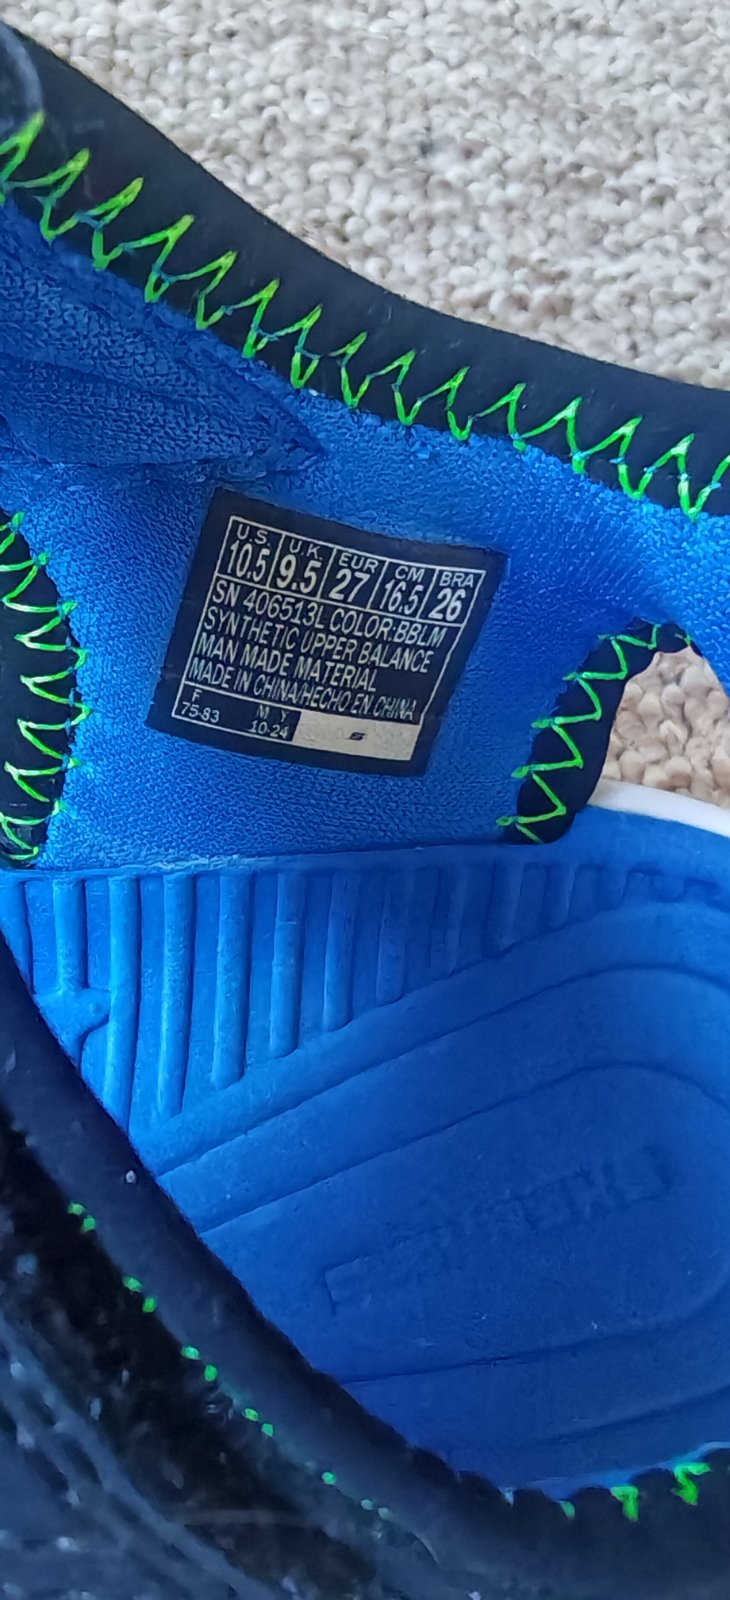 U.S. U.K. EUR CM BRA
10.5 9.5 27 16.5 26
SN 406513L COLOR:BBLM
SYNTHETIC UPPER BALANCE
MAN MADE MATERIAL
MADE IN CHINA/HECHO EN CHINA
F M Y
75-83 10-24